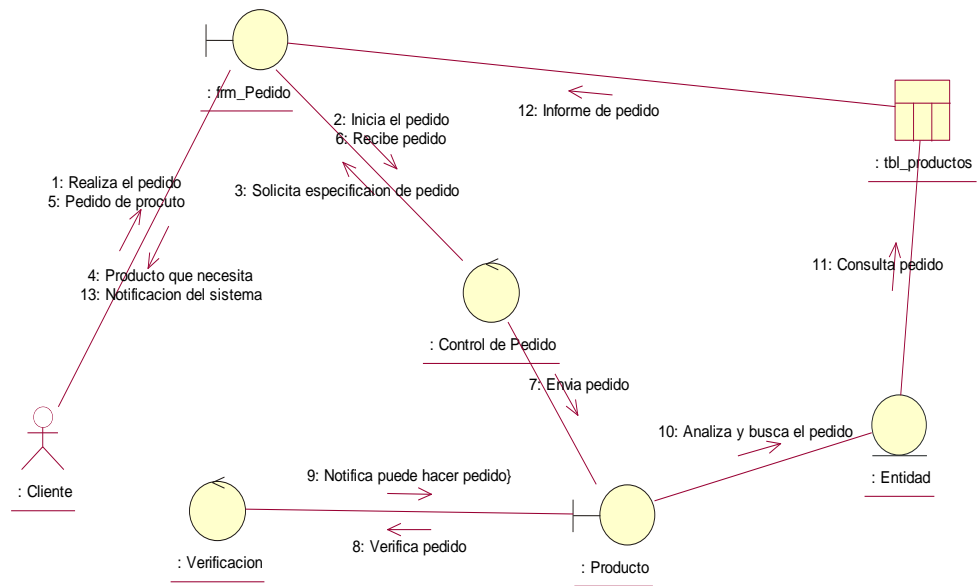 : frm_Pedido
2: Inicia el pedido
6: Recibe pedido
12: Informe de pedido
: tbl_productos
1: Realiza el pedido
5: Pedido de procuto
3: Solicita especificaion de pedido
4: Producto que necesita
13: Notificacion del sistema
11: Consulta pedido
: Control de Pedido
7: Envia pedido
10: Analiza y busca el pedido
: Cliente
9: Notifica puede hacer pedido}
: Entidad
8: Verifica pedido
: Verificacion
: Producto